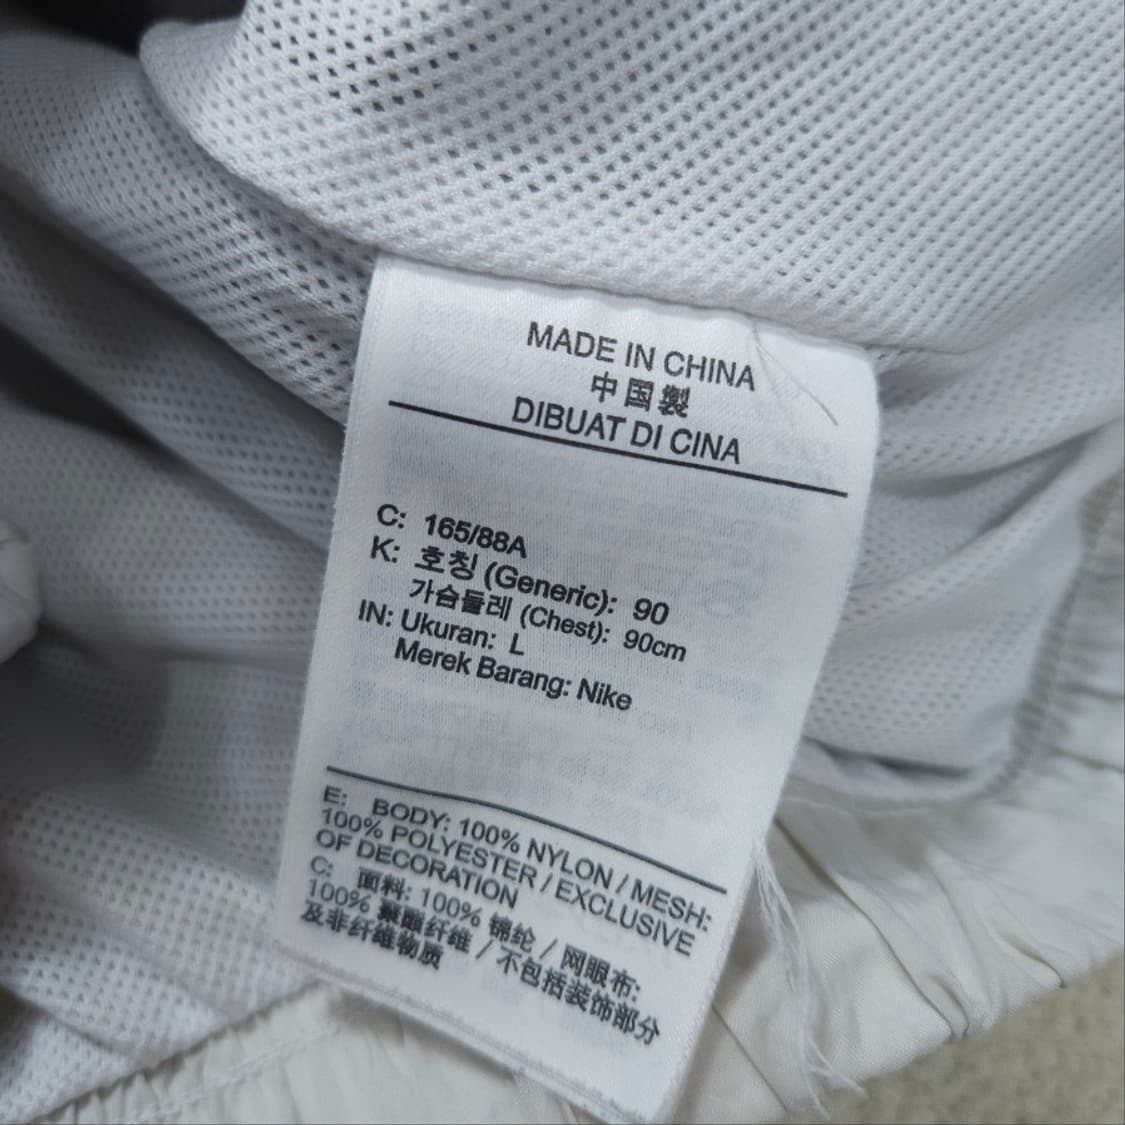 MADE IN CHINA
中国製
DIBUAT DI CINA
C: 165/88A
K: 호칭 (Generic): 90
가슴둘레 (Chest): 90cm
IN: Ukuran: L
Merek Barang: Nike
E: BODY: 100% NYLON / MESH:
100% POLYESTER / EXCLUSIVE
OF DECORATION
C: 面料: 100% 锦纶 / 网眼布:
100% 聚酯纤维 / 不包括装饰部分
及非纤维物质